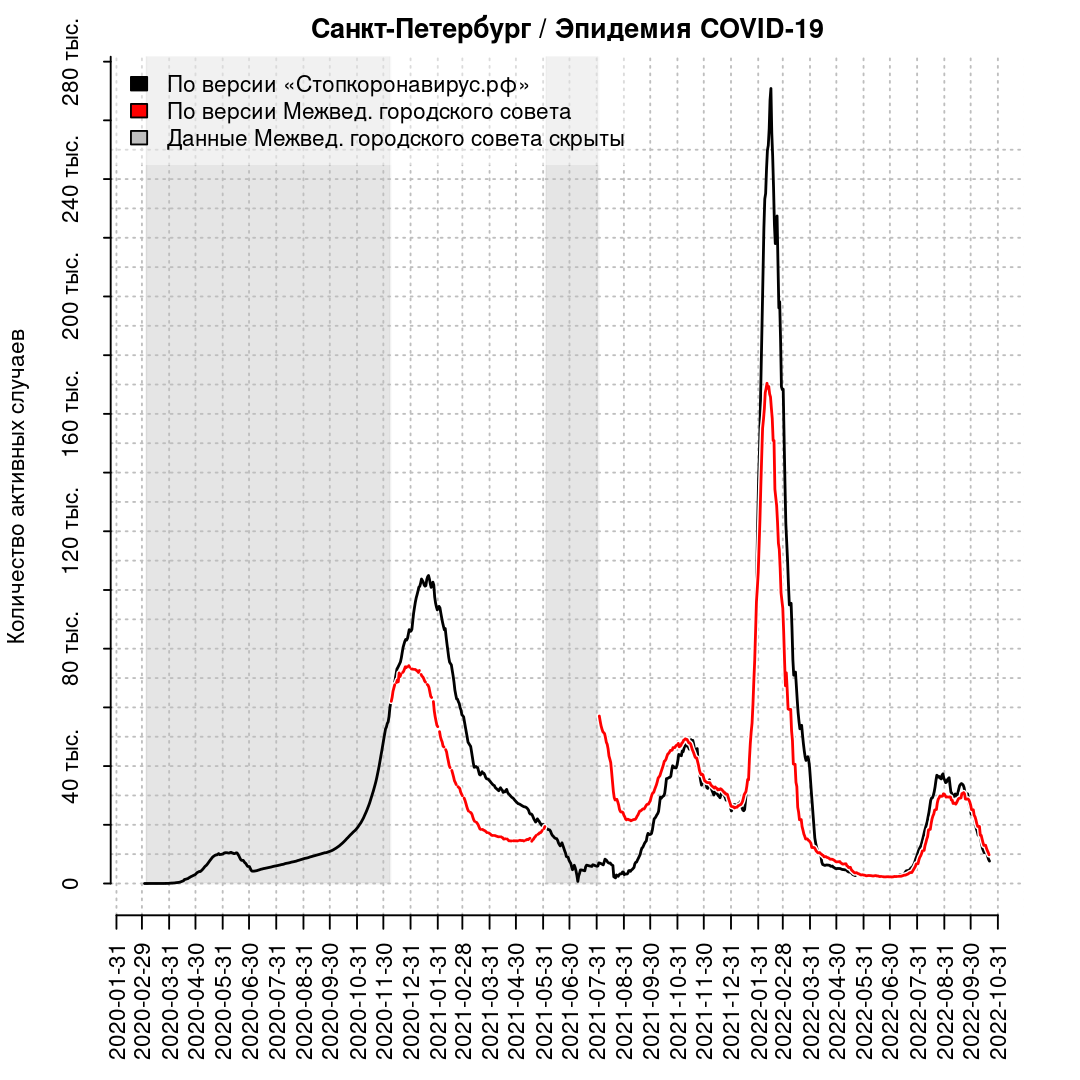 Санкт-Петербург / Эпидемия COVID-19
По версии «Стопкоронавирус.рф»
По версии Межвед. городского совета
Данные Межвед. городского совета скрыты
Количество активных случаев
280 тыс.
240 тыс.
200 тыс.
160 тыс.
120 тыс.
80 тыс.
40 тыс.
0
2020-01-31
2020-02-29
2020-03-31
2020-04-30
2020-05-31
2020-06-30
2020-07-31
2020-08-31
2020-09-30
2020-10-31
2020-11-30
2020-12-31
2021-01-31
2021-02-28
2021-03-31
2021-04-30
2021-05-31
2021-06-30
2021-07-31
2021-08-31
2021-09-30
2021-10-31
2021-11-30
2021-12-31
2022-01-31
2022-02-28
2022-03-31
2022-04-30
2022-05-31
2022-06-30
2022-07-31
2022-08-31
2022-09-30
2022-10-31